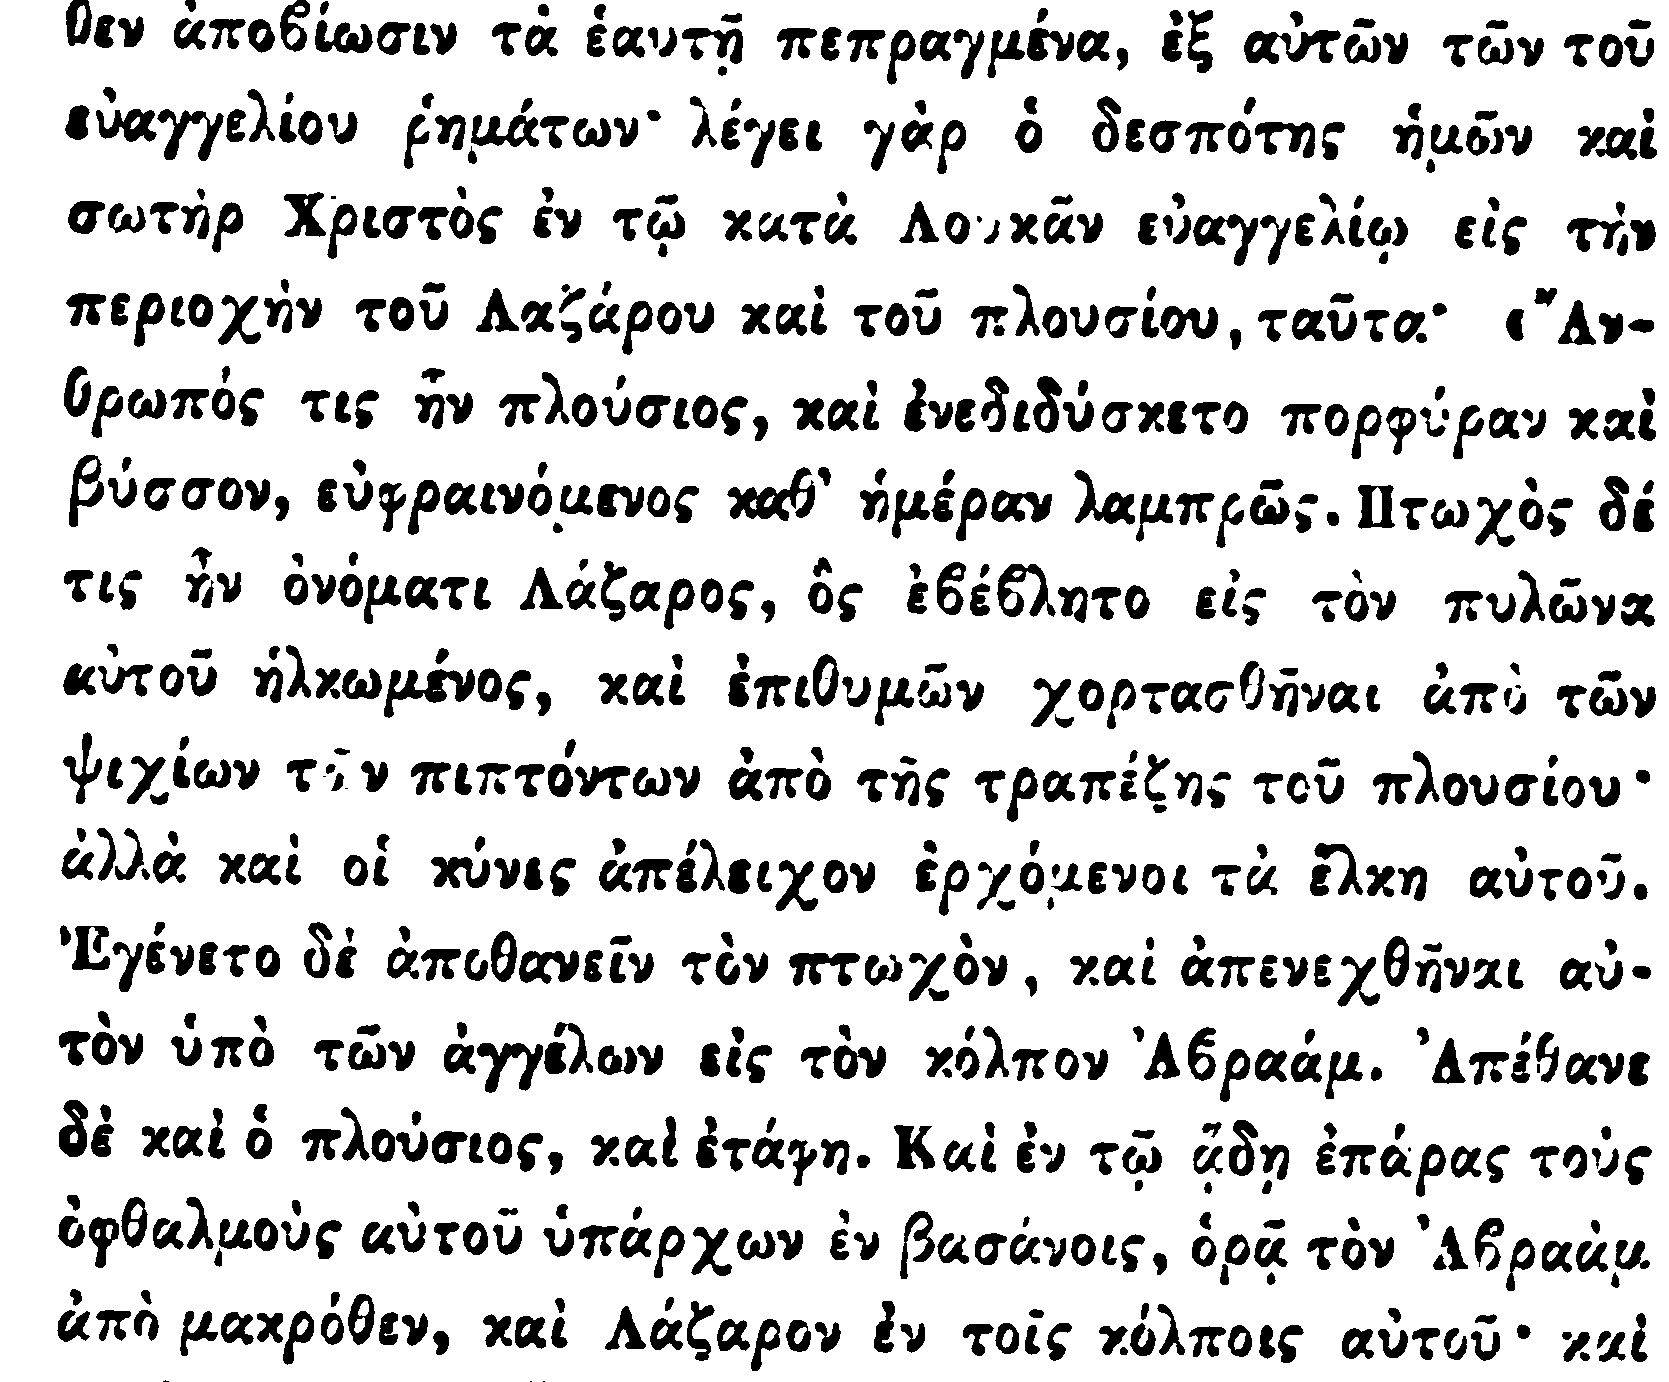 θεν ἀποβίωσιν τὰ ἑαυτῇ πεπραγμένα, ἐξ αὐτῶν τῶν τοῦ
εὐαγγελίου ῥημάτων· λέγει γὰρ ὁ δεσπότης ἡμῶν καὶ
σωτὴρ Χριστὸς ἐν τῷ κατὰ Λουκᾶν εὐαγγελίῳ εἰς τὴν
περιοχὴν τοῦ Λαζάρου καὶ τοῦ πλουσίου, ταῦτα· «Ἄν-
θρωπός τις ἦν πλούσιος, καὶ ἐνεδιδύσκετο πορφύραν καὶ
βύσσον, εὐφραινόμενος καθ’ ἡμέραν λαμπρῶς. Πτωχὸς δέ
τις ἦν ὀνόματι Λάζαρος, ὃς ἐβέβλητο εἰς τὸν πυλῶνα
αὐτοῦ ἡλκωμένος, καὶ ἐπιθυμῶν χορτασθῆναι ἀπὸ τῶν
ψιχίων τῶν πιπτόντων ἀπὸ τῆς τραπέζης τοῦ πλουσίου·
ἀλλὰ καὶ οἱ κύνες ἀπέλειχον ἐρχόμενοι τὰ ἕλκη αὐτοῦ.
Ἐγένετο δὲ ἀποθανεῖν τὸν πτωχὸν, καὶ ἀπενεχθῆναι αὐ-
τὸν ὑπὸ τῶν ἀγγέλων εἰς τὸν κόλπον Ἀβραάμ. Ἀπέθανε
δὲ καὶ ὁ πλούσιος, καὶ ἐτάφη. Καὶ ἐν τῷ ᾅδῃ ἐπάρας τοὺς
ὀφθαλμοὺς αὐτοῦ ὑπάρχων ἐν βασάνοις, ὁρᾷ τὸν Ἀβραὰμ
ἀπὸ μακρόθεν, καὶ Λάζαρον ἐν τοῖς κόλποις αὐτοῦ· καὶ